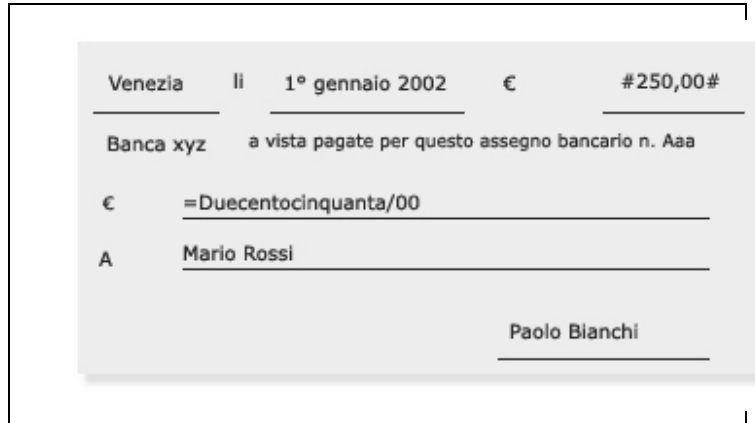 Venezia li 1° gennaio 2002 € #250,00#
Banca xyz a vista pagate per questo assegno bancario n. Aaa
€ =Duecentocinquanta/00
A Mario Rossi
Paolo Bianchi